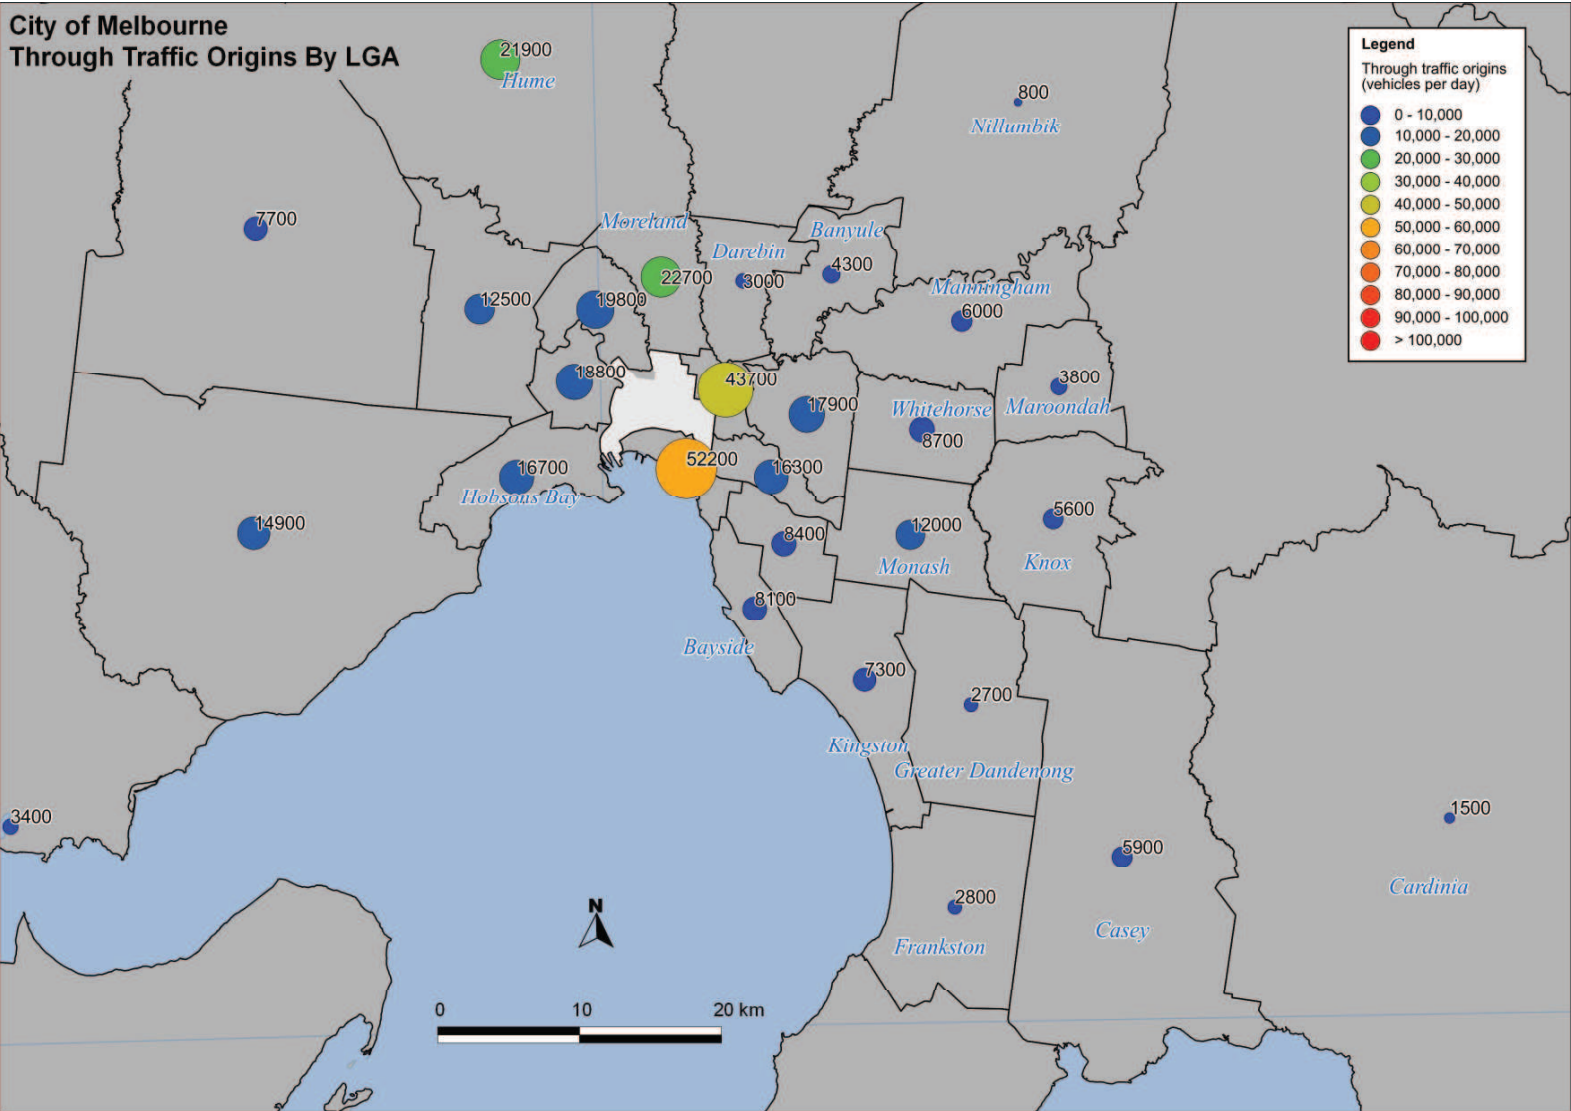 City of Melbourne
Through Traffic Origins By LGA
21900
Hume
800
Nillumbik
Legend
Through traffic origins
(vehicles per day)
0 - 10,000
10,000 - 20,000
20,000 - 30,000
30,000 - 40,000
40,000 - 50,000
50,000 - 60,000
60,000 - 70,000
70,000 - 80,000
80,000 - 90,000
90,000 - 100,000
> 100,000
7700
Moreland
Darebin
Banyule
22700
3000
4300
Manningham
12500
19800
6000
18800
43700
17900
Whitehorse
8700
3800
Maroondah
52200
16700
Hobsons Bay
16300
14900
8400
12000
Monash
5600
Knox
8100
Bayside
7300
Kingston
2700
Greater Dandenong
3400
5900
Casey
1500
Cardinia
2800
Frankston
N
0 10 20 km